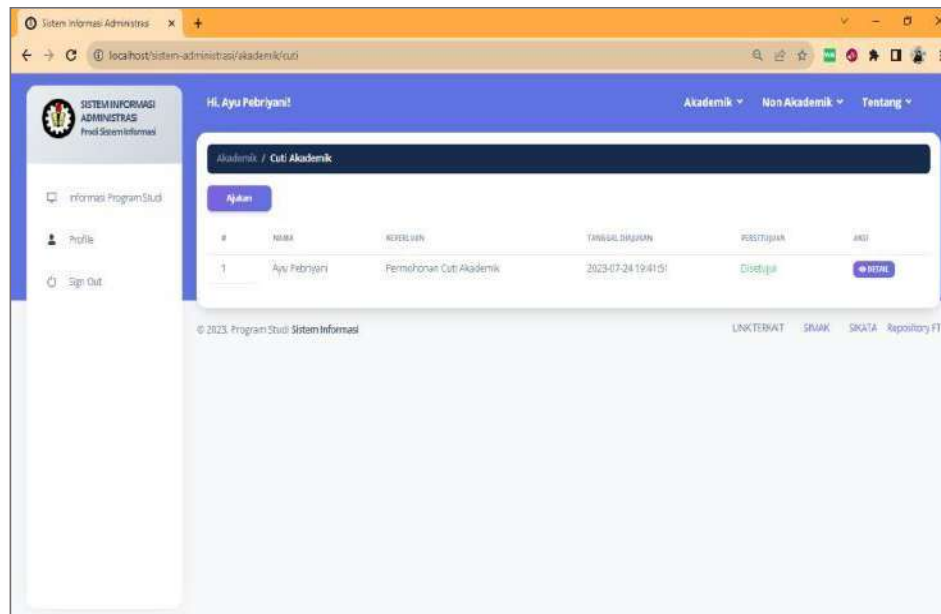 Sistem Informasi Administras
localhost/sistem-administrasi/akademik/cuti
SISTEM INFORMASI
ADMINISTRASI
Prodi Sistem Informasi
Hi, Ayu Pebriyani!
Akademik
Non Akademik
Tentang
Akademik / Cuti Akademik
Informasi Program Studi
Profile
Sign Out
Ajukan
# NAMA KEPERLUAN TANGGAL DIAJUKAN AKSI
1 Ayu Pebriyani Permohonan Cuti Akademik 2023-07-24 19:41:51 Disetujui DETAIL
© 2023. Program Studi Sistem Informasi
LINK TERKAIT SIMAK SIKATA Repository FT